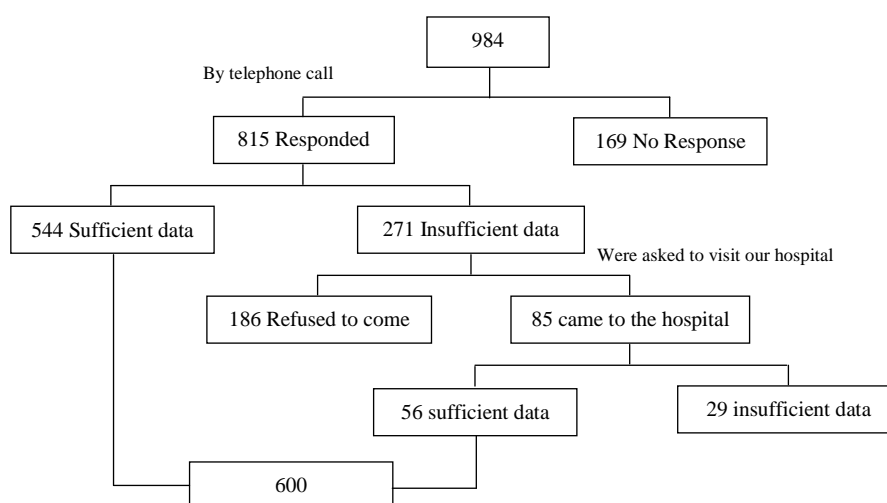 984
By telephone call
815 Responded
169 No Response
544 Sufficient data
271 Insufficient data
Were asked to visit our hospital
186 Refused to come
85 came to the hospital
56 sufficient data
29 insufficient data
600